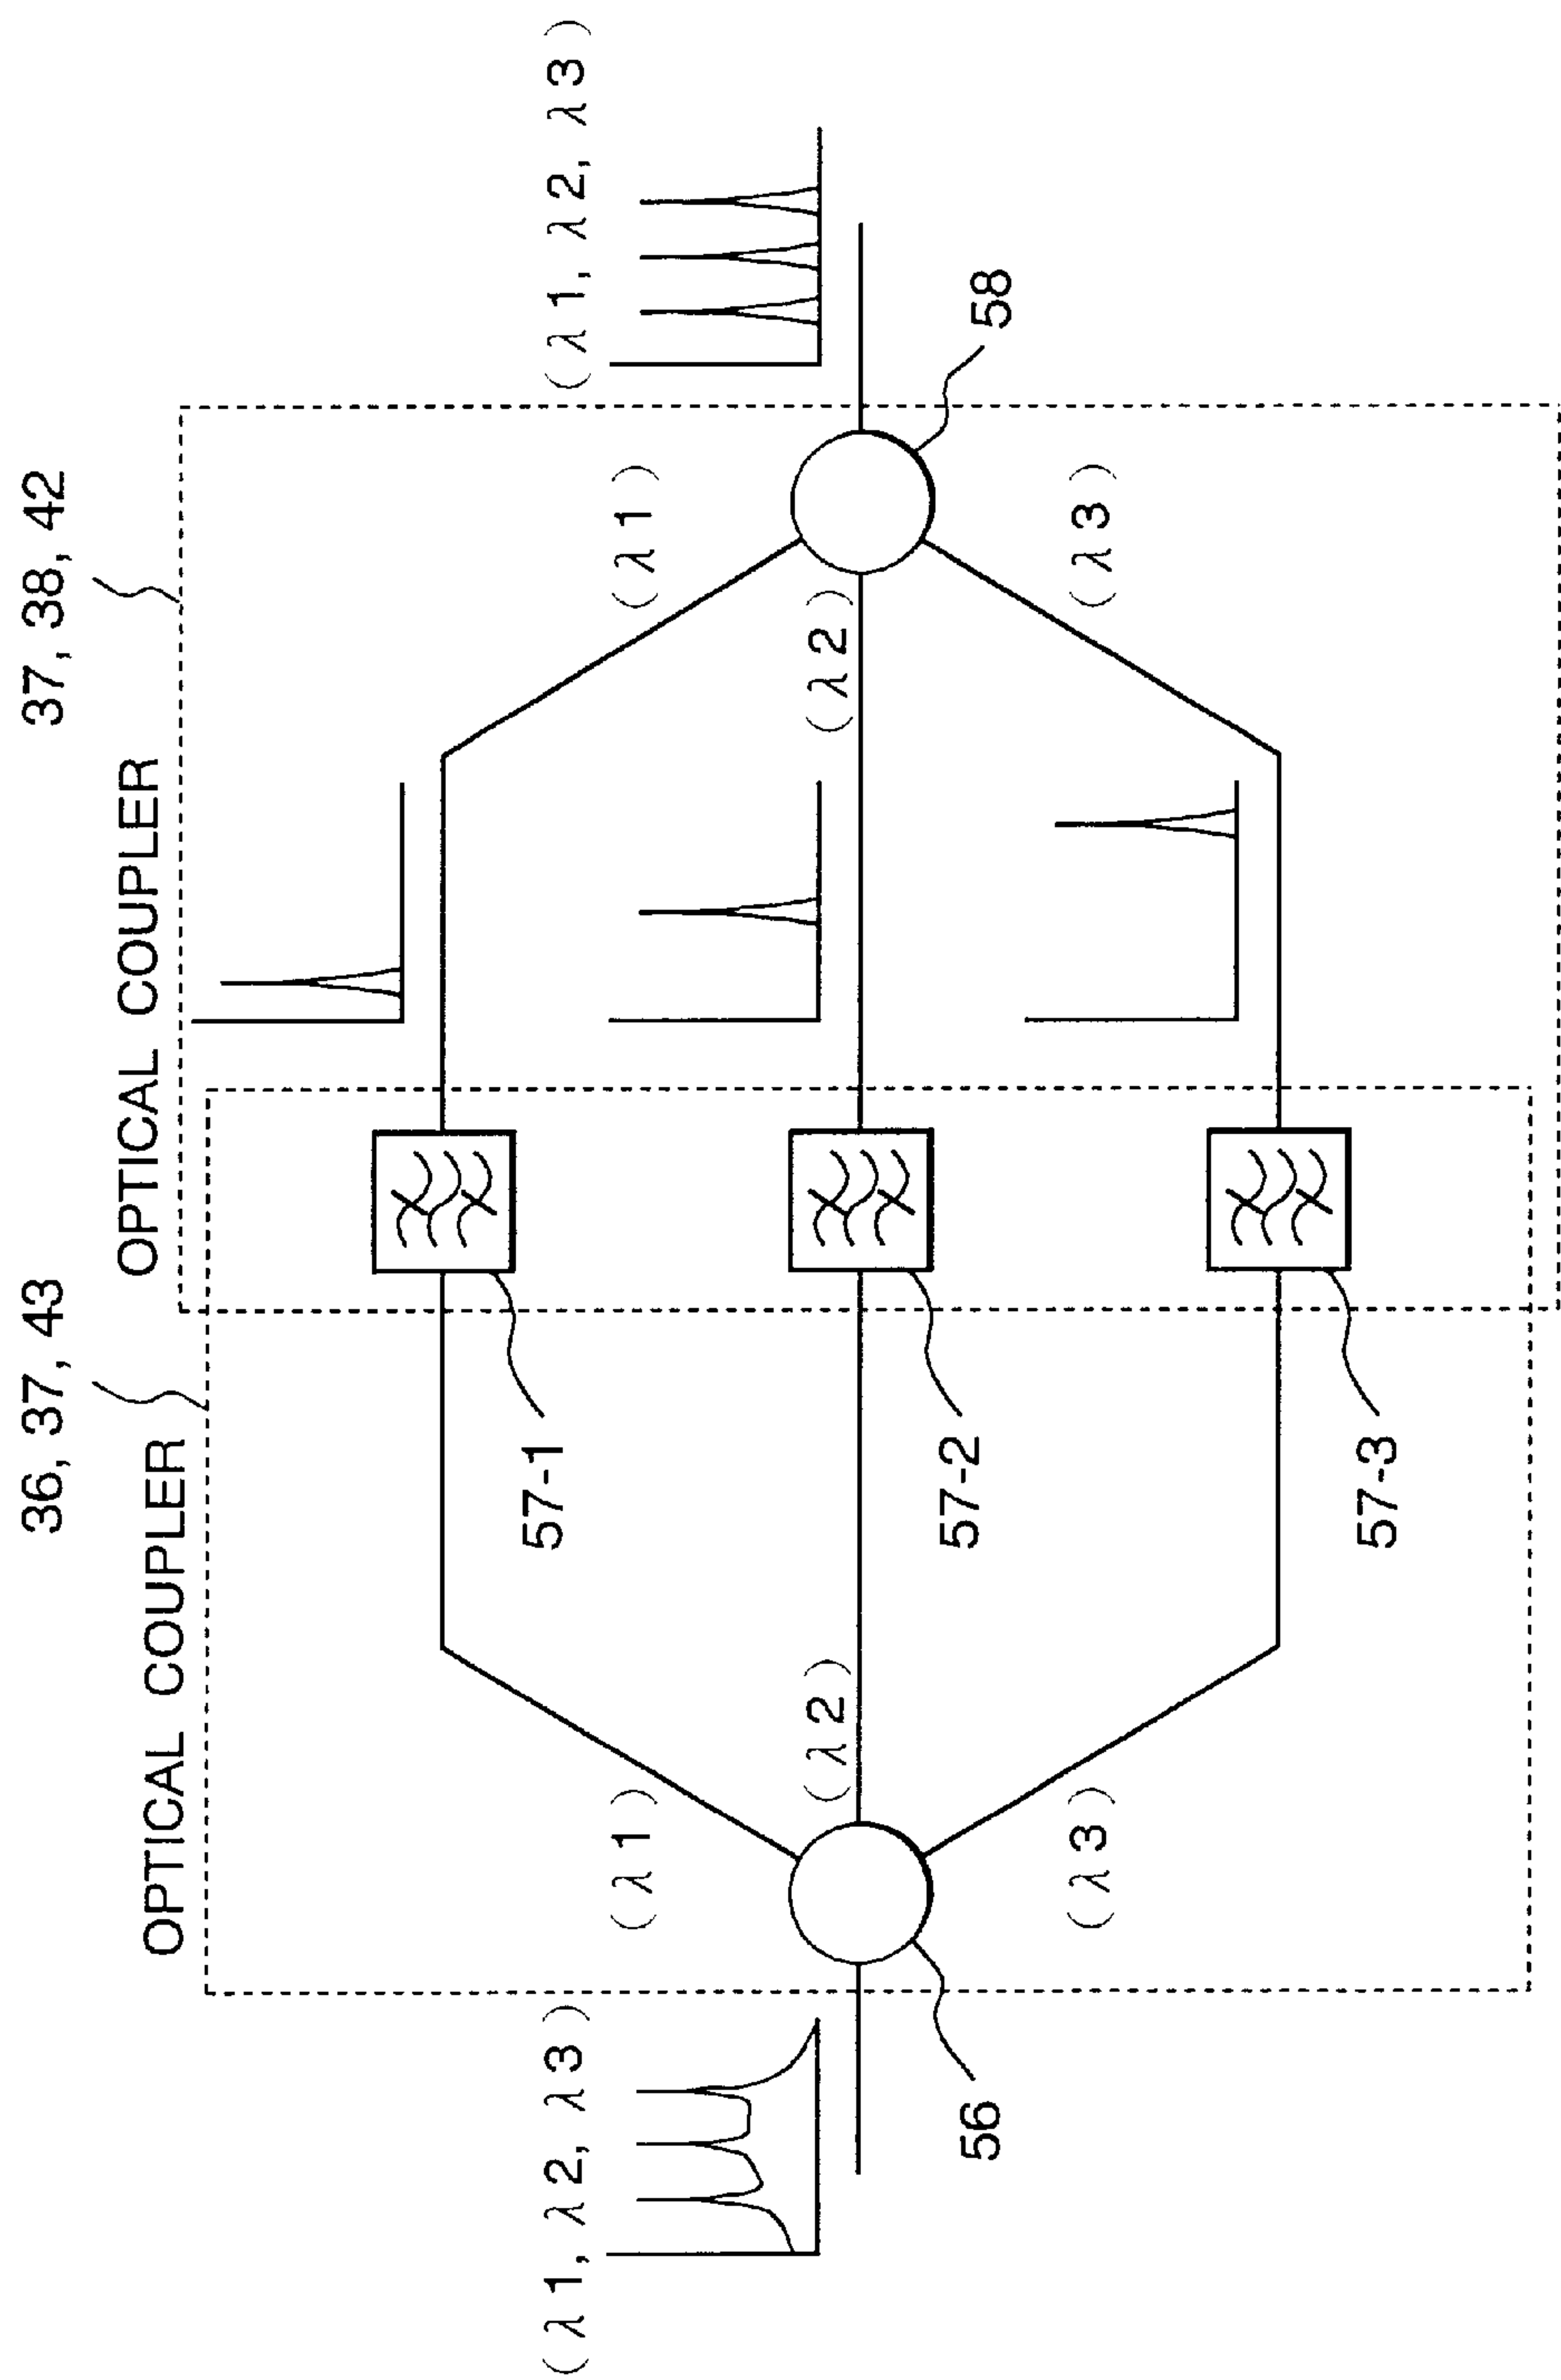 36, 37, 43
OPTICAL COUPLER
37, 38, 42
OPTICAL COUPLER
(λ1, λ2, λ3)
(λ1)
(λ2)
(λ3)
56
57-1
57-2
57-3
(λ1)
(λ2)
(λ3)
58
(λ1, λ2, λ3)